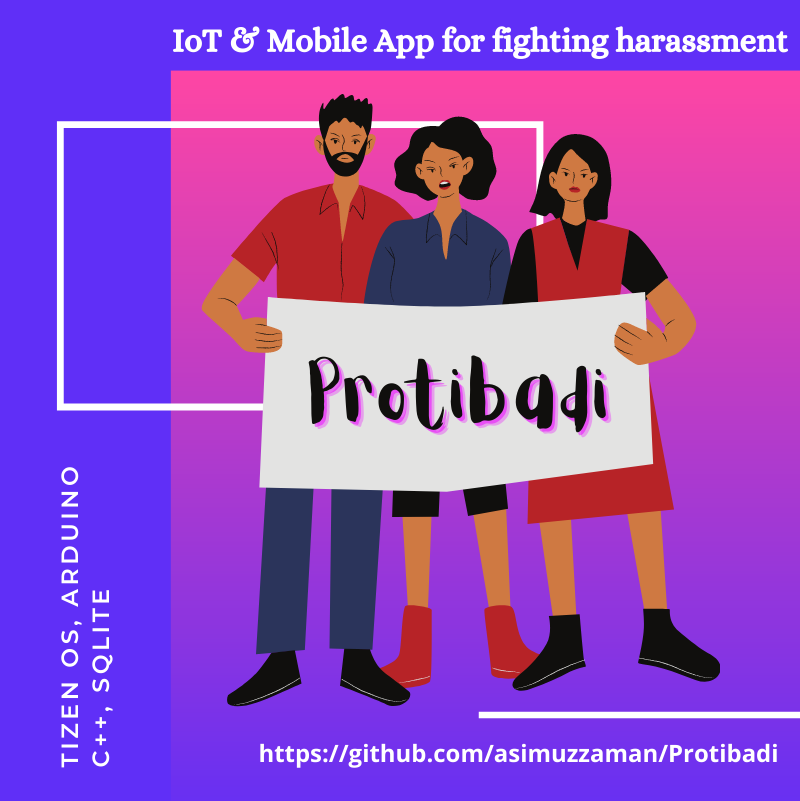 IoT & Mobile App for fighting harassment
Protibadi
TIZEN OS, ARDUINO
C++, SQLITE
https://github.com/asimuzzaman/Protibadi